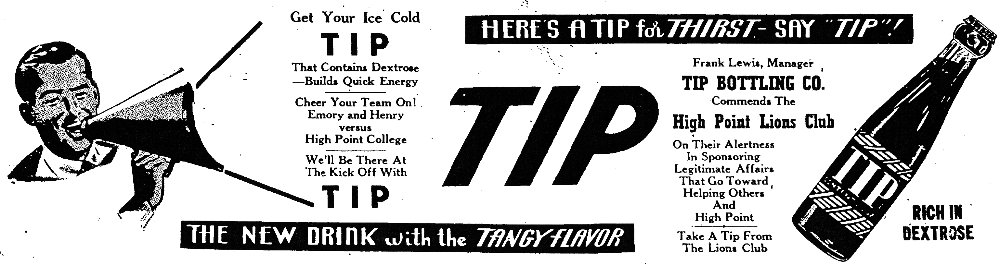 Get Your Ice Cold
TIP
That Contains Dextrose
—Builds Quick Energy
Cheer Your Team On!
Emory and Henry
versus
High Point College
We'll Be There At
The Kick Off With
TIP
HERE'S A TIP for THIRST - SAY "TIP"!
TIP
THE NEW DRINK with the TANGY-FLAVOR
Frank Lewis, Manager
TIP BOTTLING CO.
Commends The
High Point Lions Club
On Their Alertness
In Sponsoring
Legitimate Affairs
That Go Toward
Helping Others
And
High Point
Take A Tip From
The Lions Club
TIP
RICH IN
DEXTROSE